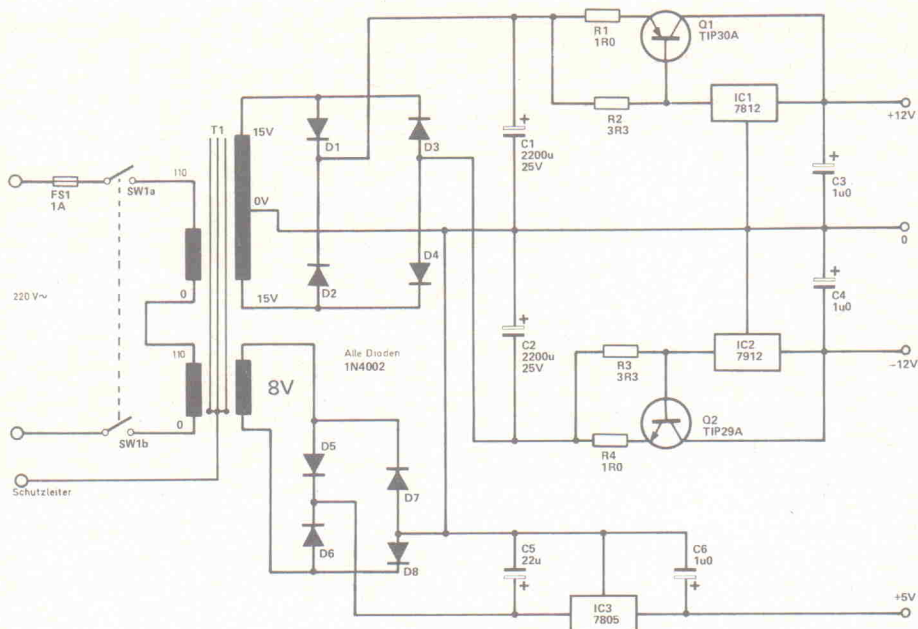 R1
1R0
Q1
TIP30A
R2
3R3
IC1
7812
+12V
T1
15V
D1
D3
C1
2200u
25V
C3
1u0
110
FS1
1A
SW1a
0V
0
D4
D2
0
15V
C4
1u0
220 V~
110
Alle Dioden
1N4002
8V
C2
2200u
25V
R3
3R3
IC2
7912
–12V
Q2
TIP29A
R4
1R0
0
SW1b
D5
D7
Schutzleiter
D6
D8
C5
22u
C6
1u0
IC3
7805
+5V